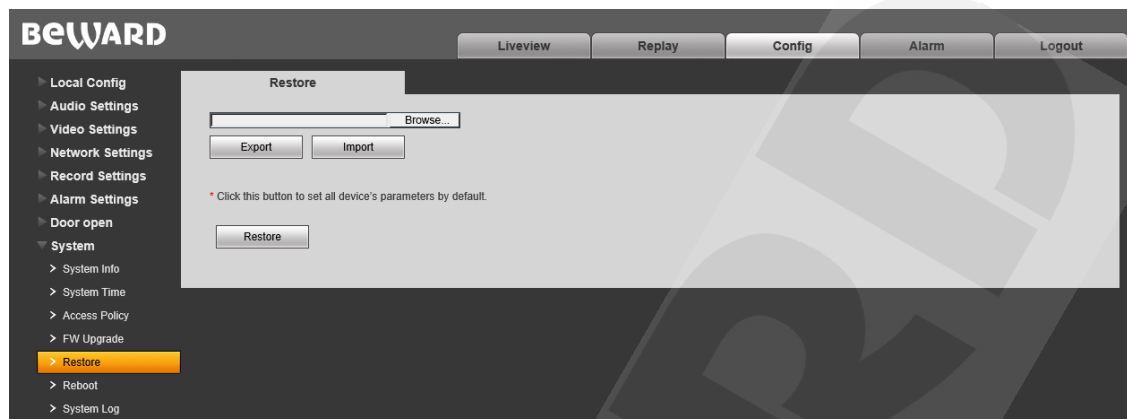 BEWARD
Liveview Replay Config Alarm Logout
Local Config
Audio Settings
Video Settings
Network Settings
Record Settings
Alarm Settings
Door open
System
System Info
System Time
Access Policy
FW Upgrade
Restore
Reboot
System Log
Restore
Browse...
Export Import
* Click this button to set all device's parameters by default.
Restore